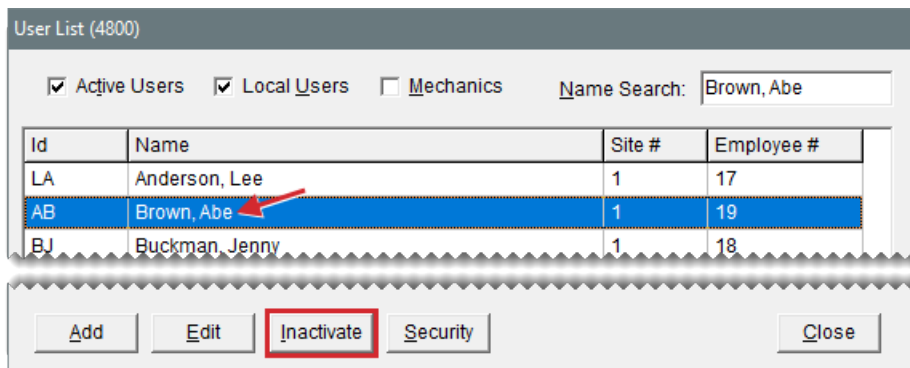 User List (4800)
Active Users Local Users Mechanics Name Search: Brown, Abe
Id Name Site # Employee #
LA Anderson, Lee 1 17
AB Brown, Abe 1 19
BJ Buckman, Jenny 1 18
Add Edit Inactivate Security Close